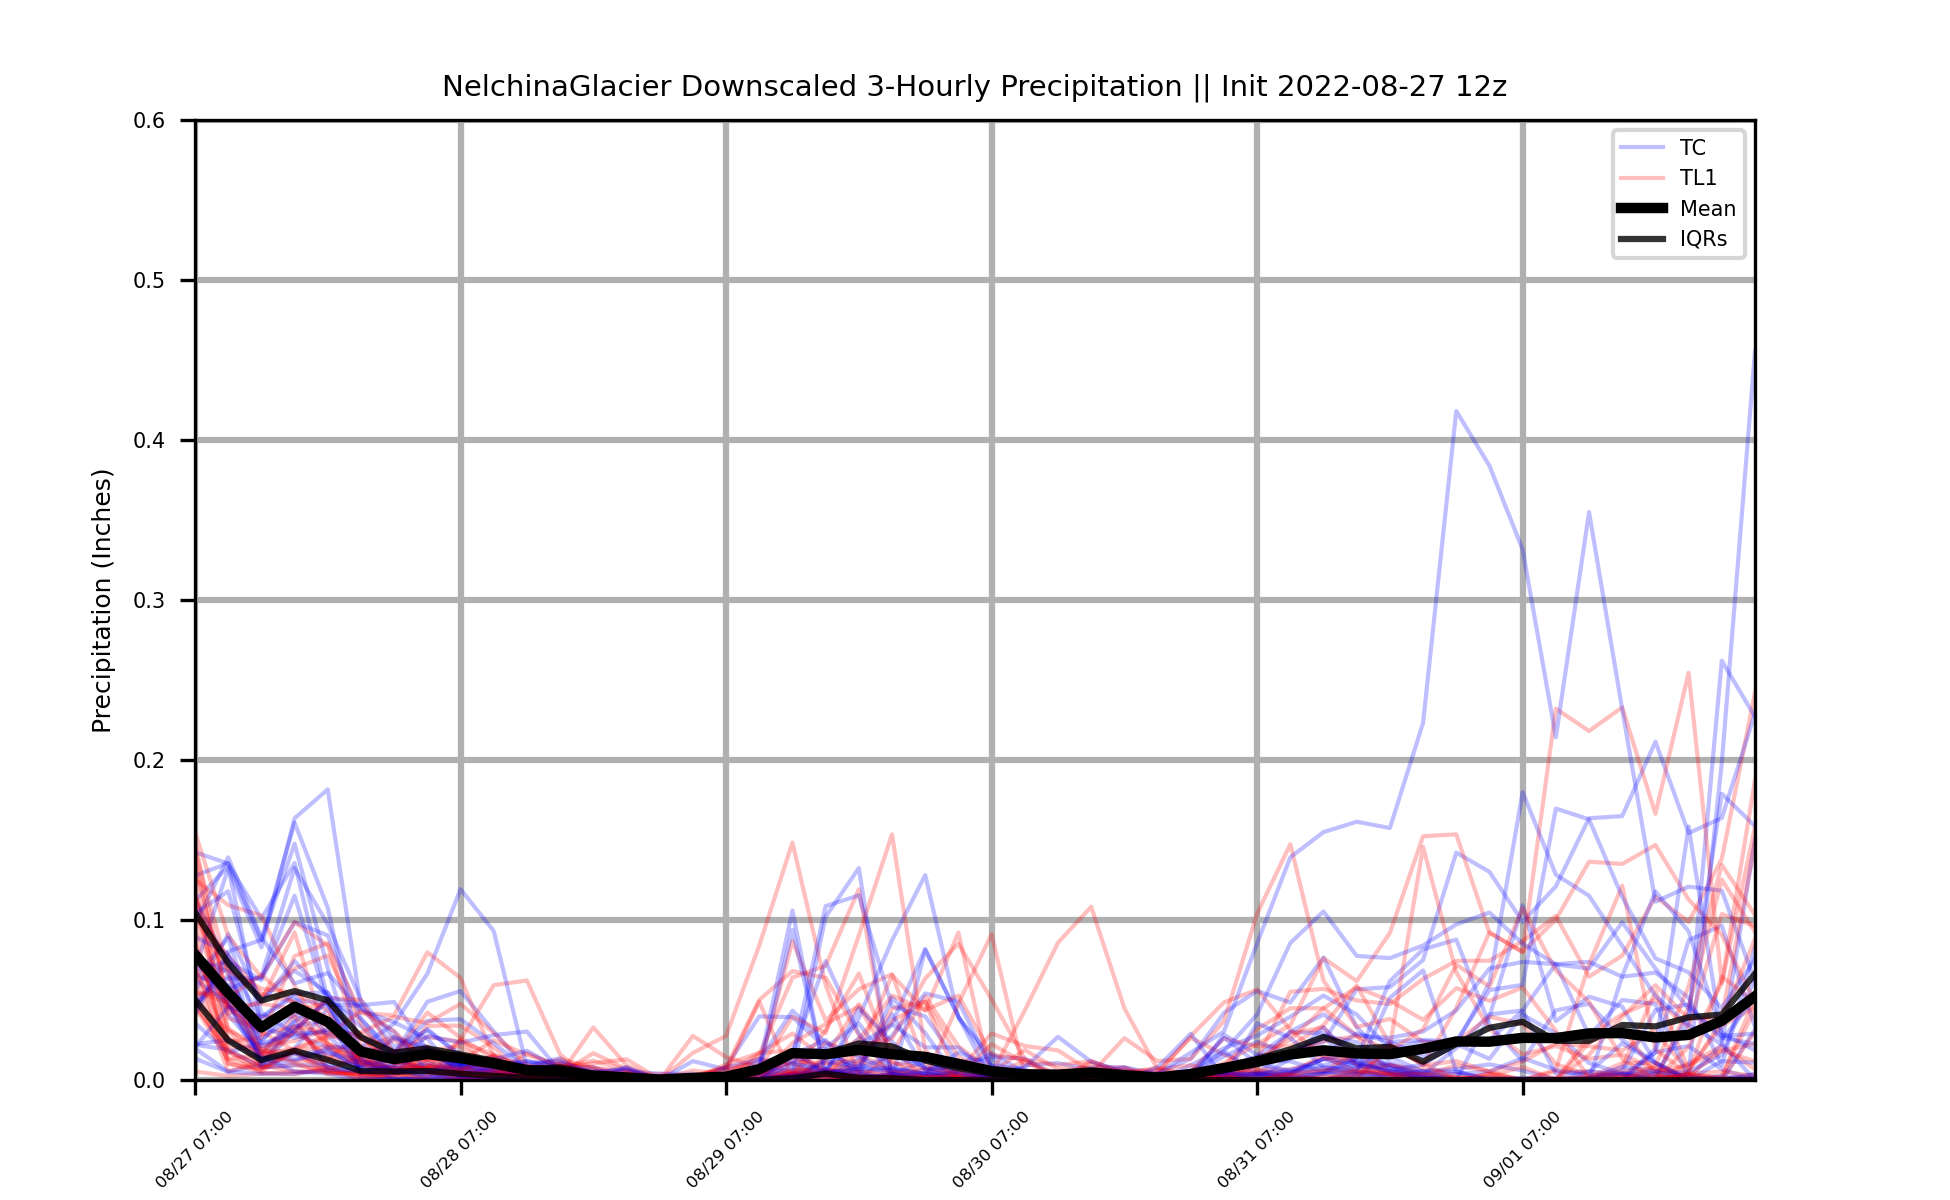 NelchinaGlacier Downscaled 3-Hourly Precipitation || Init 2022-08-27 12z
TC
TL1
Mean
IQRs
Precipitation (Inches)
0.6
0.5
0.4
0.3
0.2
0.1
0.0
08/27 07:00
08/28 07:00
08/29 07:00
08/30 07:00
08/31 07:00
09/01 07:00